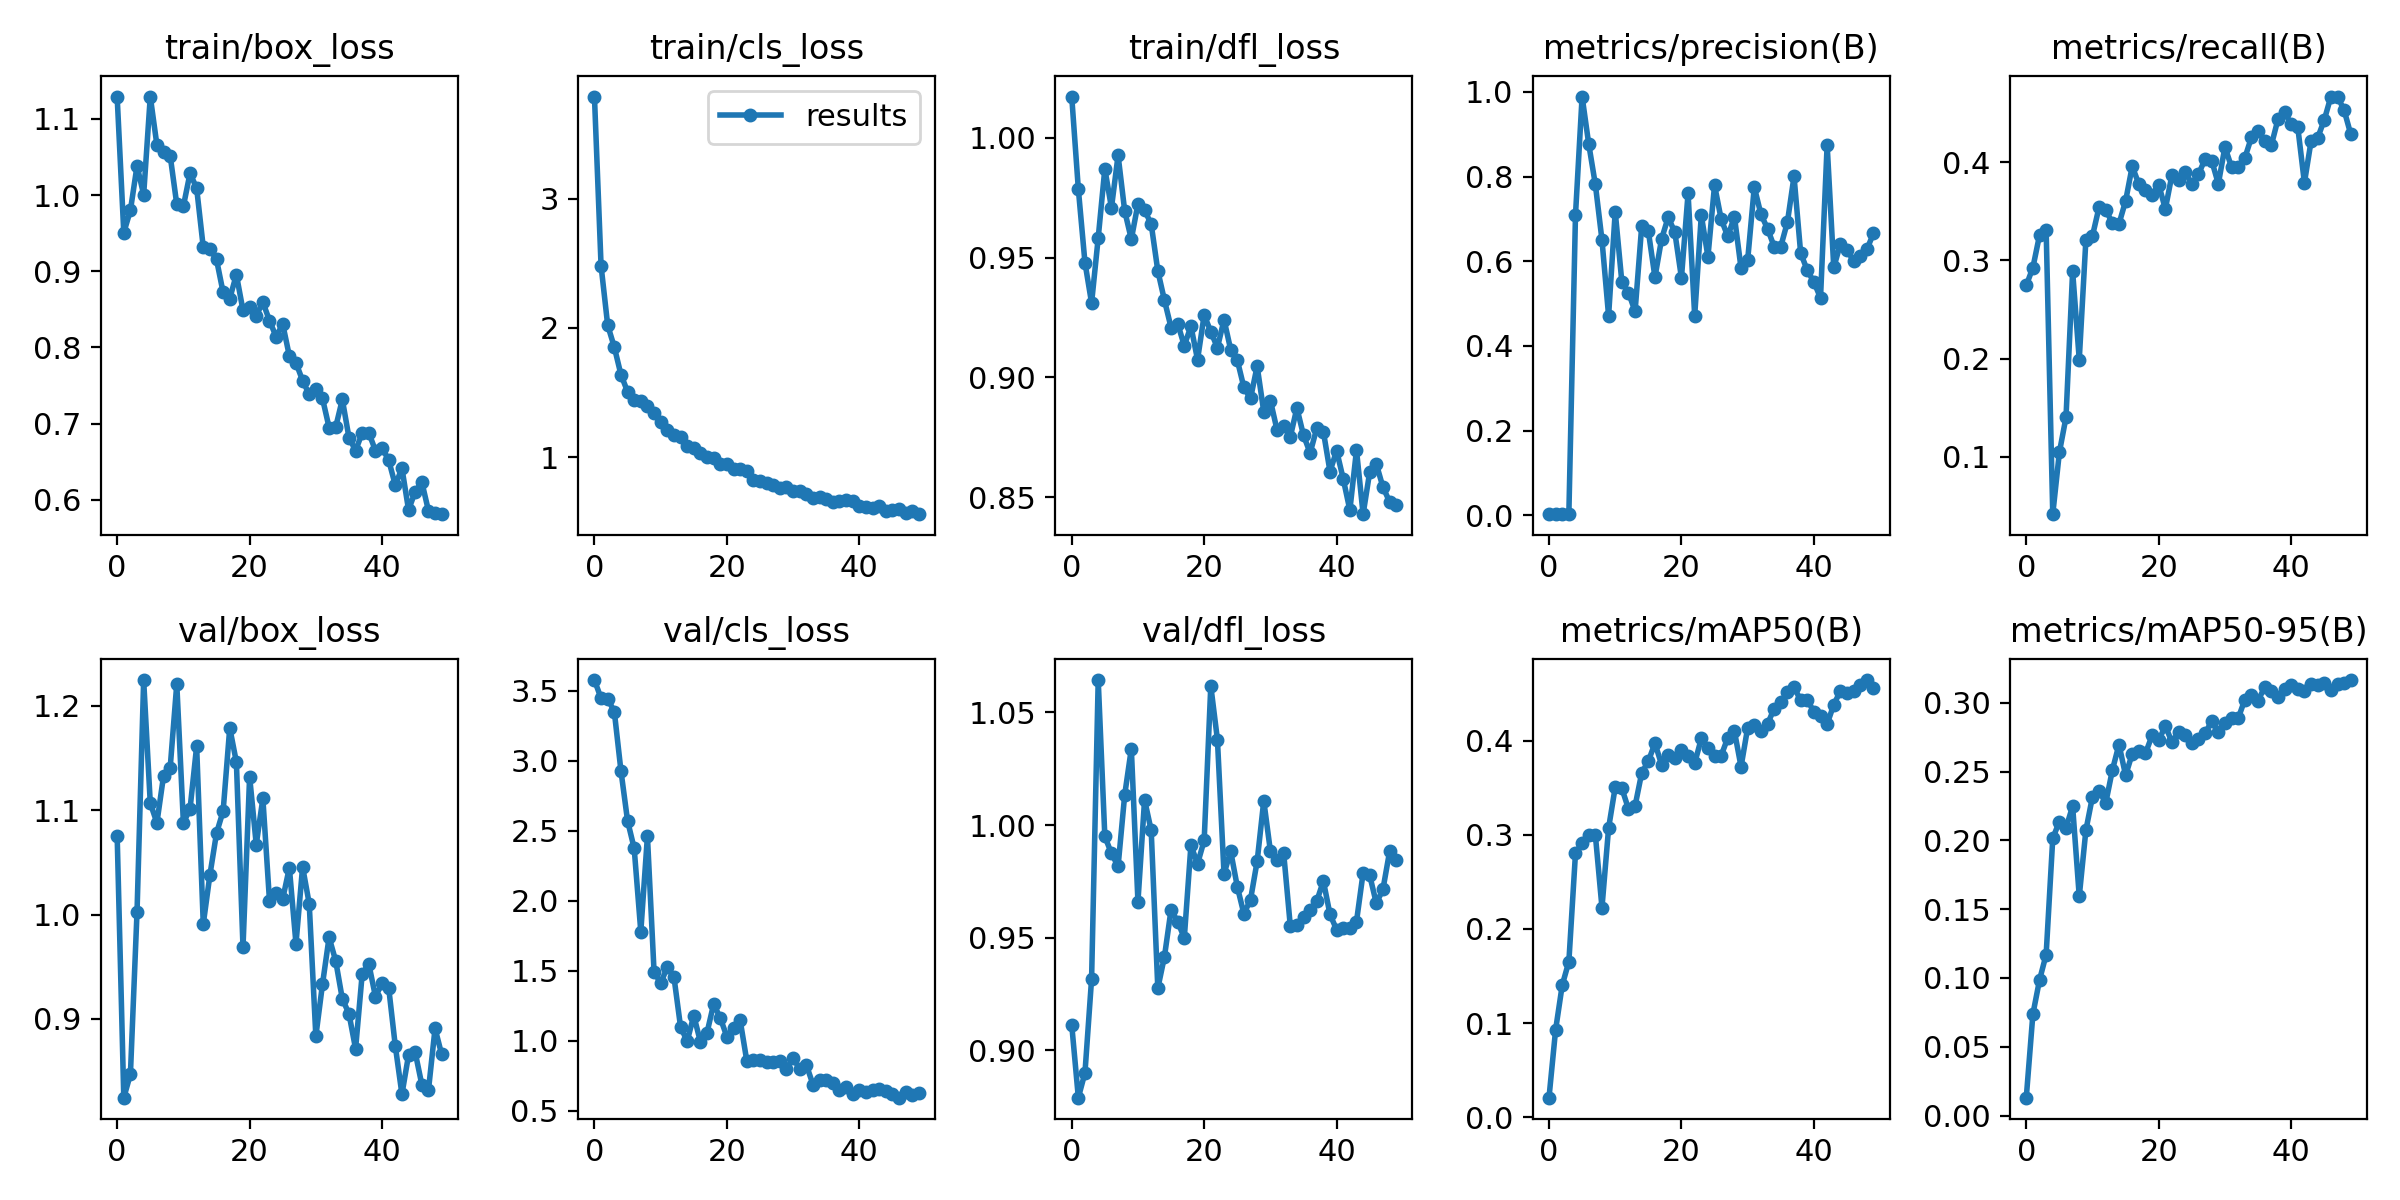 train/box_loss
1.1
1.0
0.9
0.8
0.7
0.6
0 20 40
train/cls_loss
results
3
2
1
0 20 40
train/dfl_loss
1.00
0.95
0.90
0.85
0 20 40
metrics/precision(B)
1.0
0.8
0.6
0.4
0.2
0.0
0 20 40
metrics/recall(B)
0.4
0.3
0.2
0.1
0 20 40
val/box_loss
1.2
1.1
1.0
0.9
0 20 40
val/cls_loss
3.5
3.0
2.5
2.0
1.5
1.0
0.5
0 20 40
val/dfl_loss
1.05
1.00
0.95
0.90
0 20 40
metrics/mAP50(B)
0.4
0.3
0.2
0.1
0.0
0 20 40
metrics/mAP50-95(B)
0.30
0.25
0.20
0.15
0.10
0.05
0.00
0 20 40